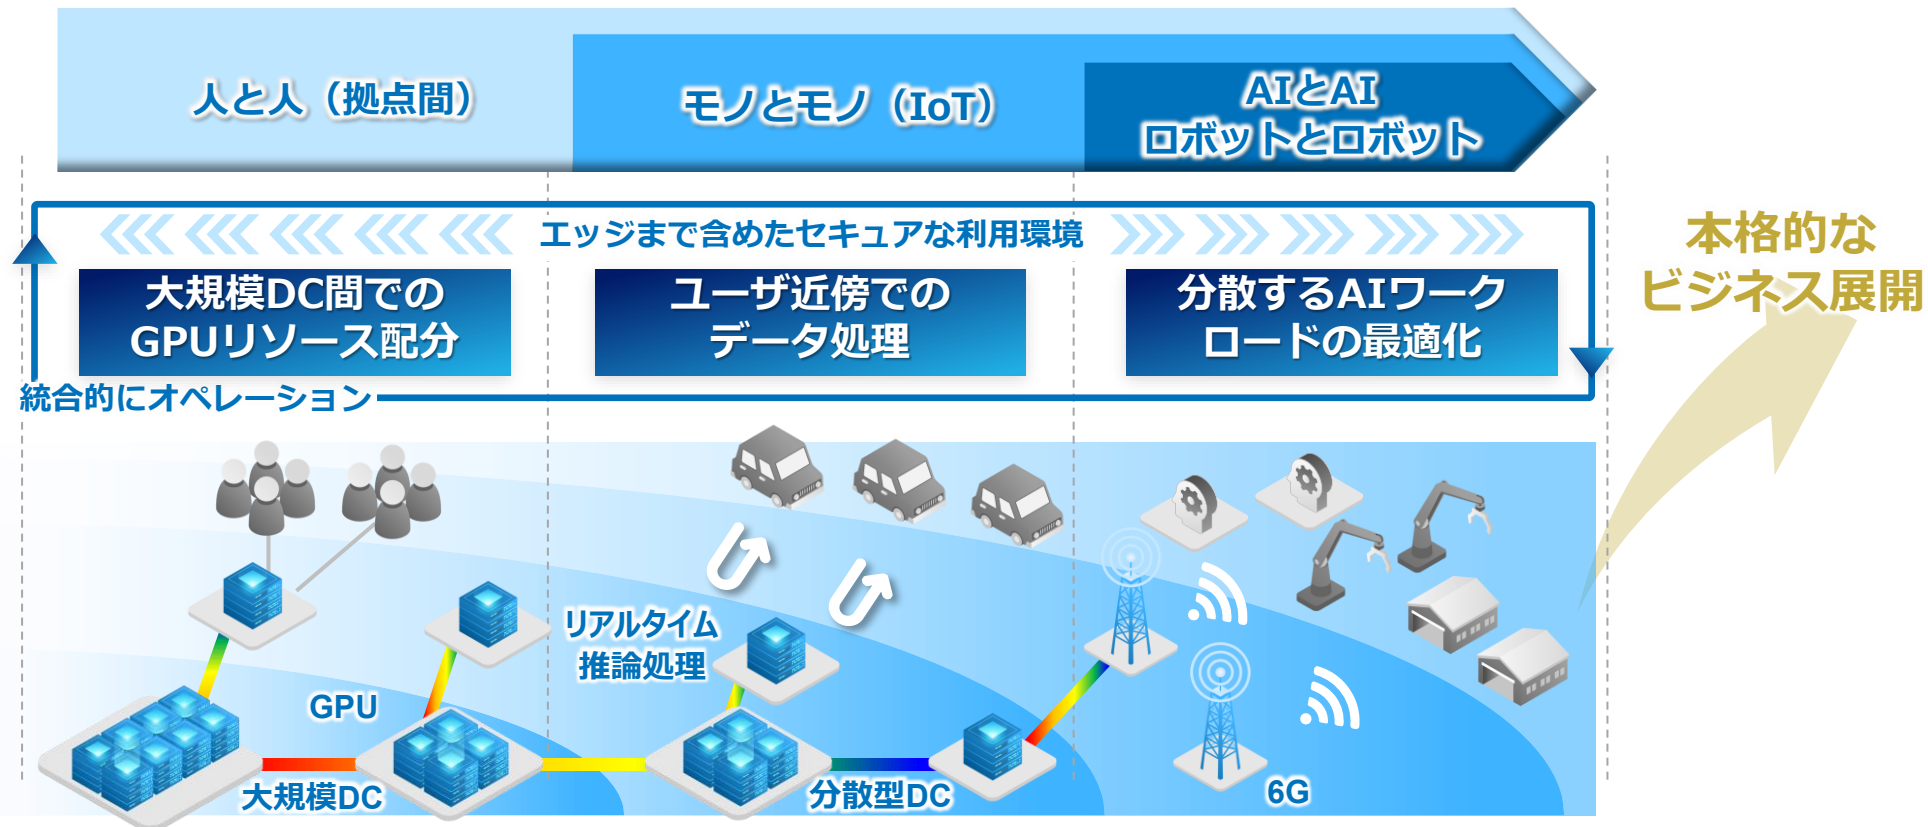 人と人（拠点間）
モノとモノ（IoT）
AIとAI
ロボットとロボット
エッジまで含めたセキュアな利用環境
大規模DC間での
GPUリソース配分
ユーザ近傍での
データ処理
分散するAIワーク
ロードの最適化
統合的にオペレーション
本格的な
ビジネス展開
リアルタイム
推論処理
GPU
大規模DC
分散型DC
6G